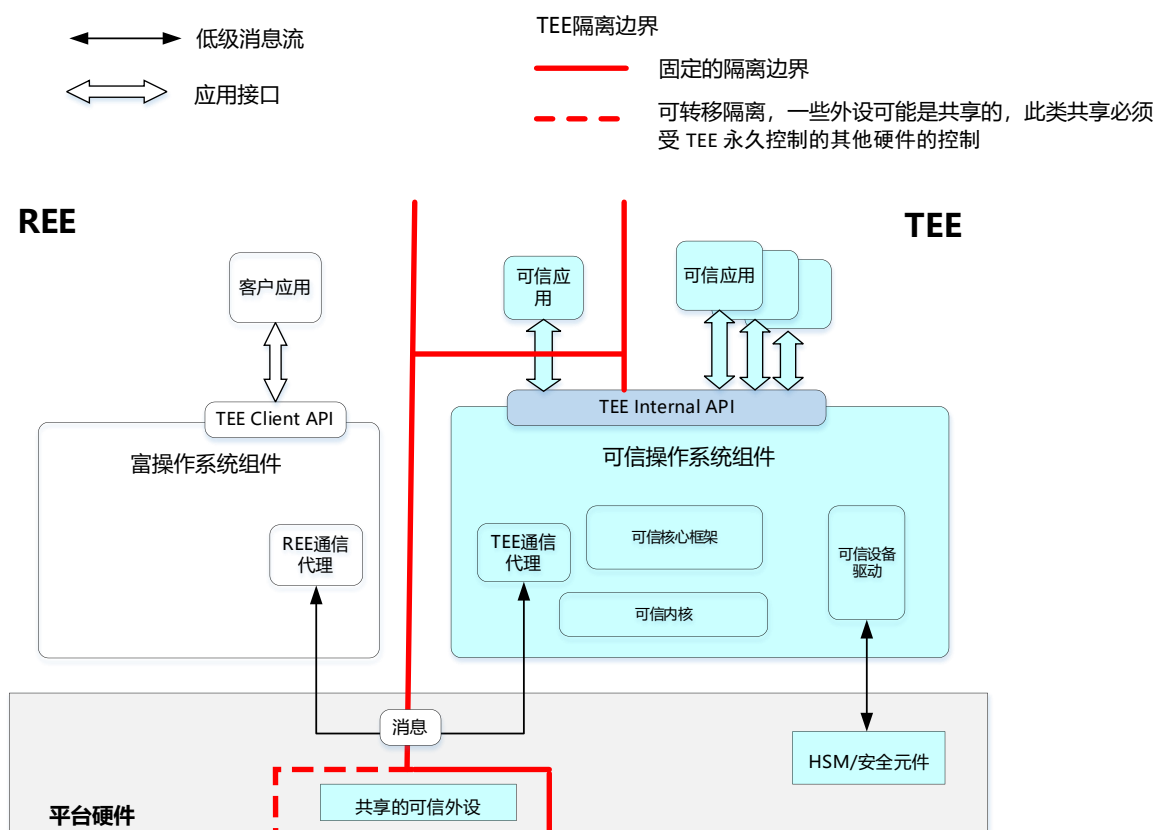 低级消息流
应用接口
TEE隔离边界
固定的隔离边界
可转移隔离，一些外设可能是共享的，此类共享必须
受 TEE 永久控制的其他硬件的控制
REE
TEE
客户应用
可信应
用
可信应用
TEE Client API
TEE Internal API
富操作系统组件
可信操作系统组件
REE通信
代理
TEE通信
代理
可信核心框架
可信设备
驱动
可信内核
消息
HSM/安全元件
共享的可信外设
平台硬件